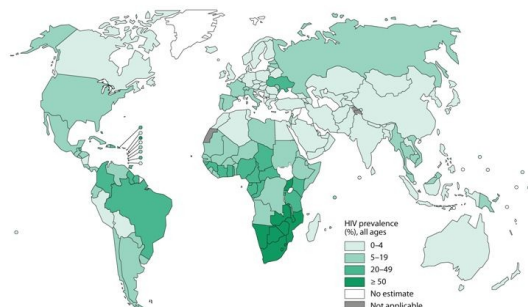 HIV prevalence
(%), all ages
0–4
5–19
20–49
≥ 50
No estimate
Not applicable